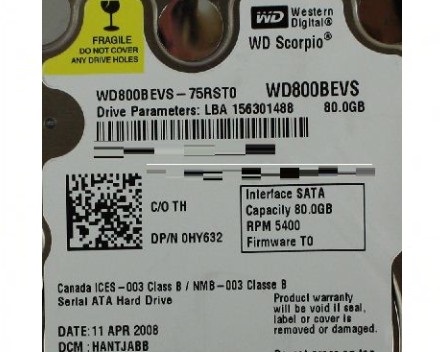 FRAGILE
DO NOT COVER
ANY DRIVE HOLES
WD Western
Digital®
WD Scorpio®
WD800BEVS-75RST0 WD800BEVS
Drive Parameters: LBA 156301488 80.0GB
C/O TH
DP/N 0HY632
Interface SATA
Capacity 80.0GB
RPM 5400
Firmware T0
Canada ICES-003 Class B / NMB-003 Classe B
Serial ATA Hard Drive
Product warranty
will be void if seal,
label or cover is
removed or damaged.
DATE: 11 APR 2008
DCM: HANTJABB